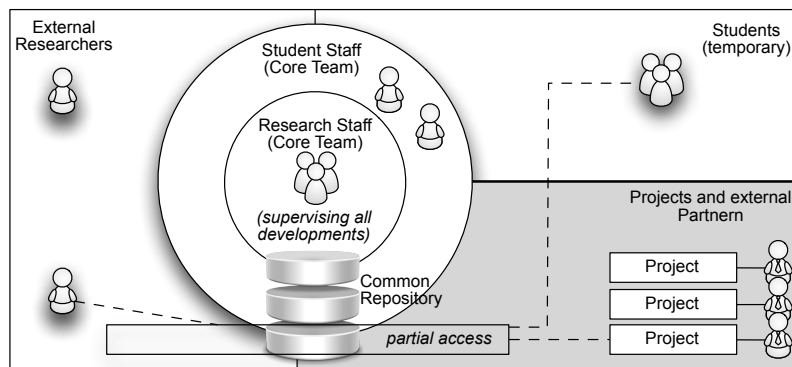 External
Researchers
Student Staff
(Core Team)
Students
(temporary)
Research Staff
(Core Team)
(supervising all
developments)
Common
Repository
partial access
Projects and external
Partnern
Project
Project
Project